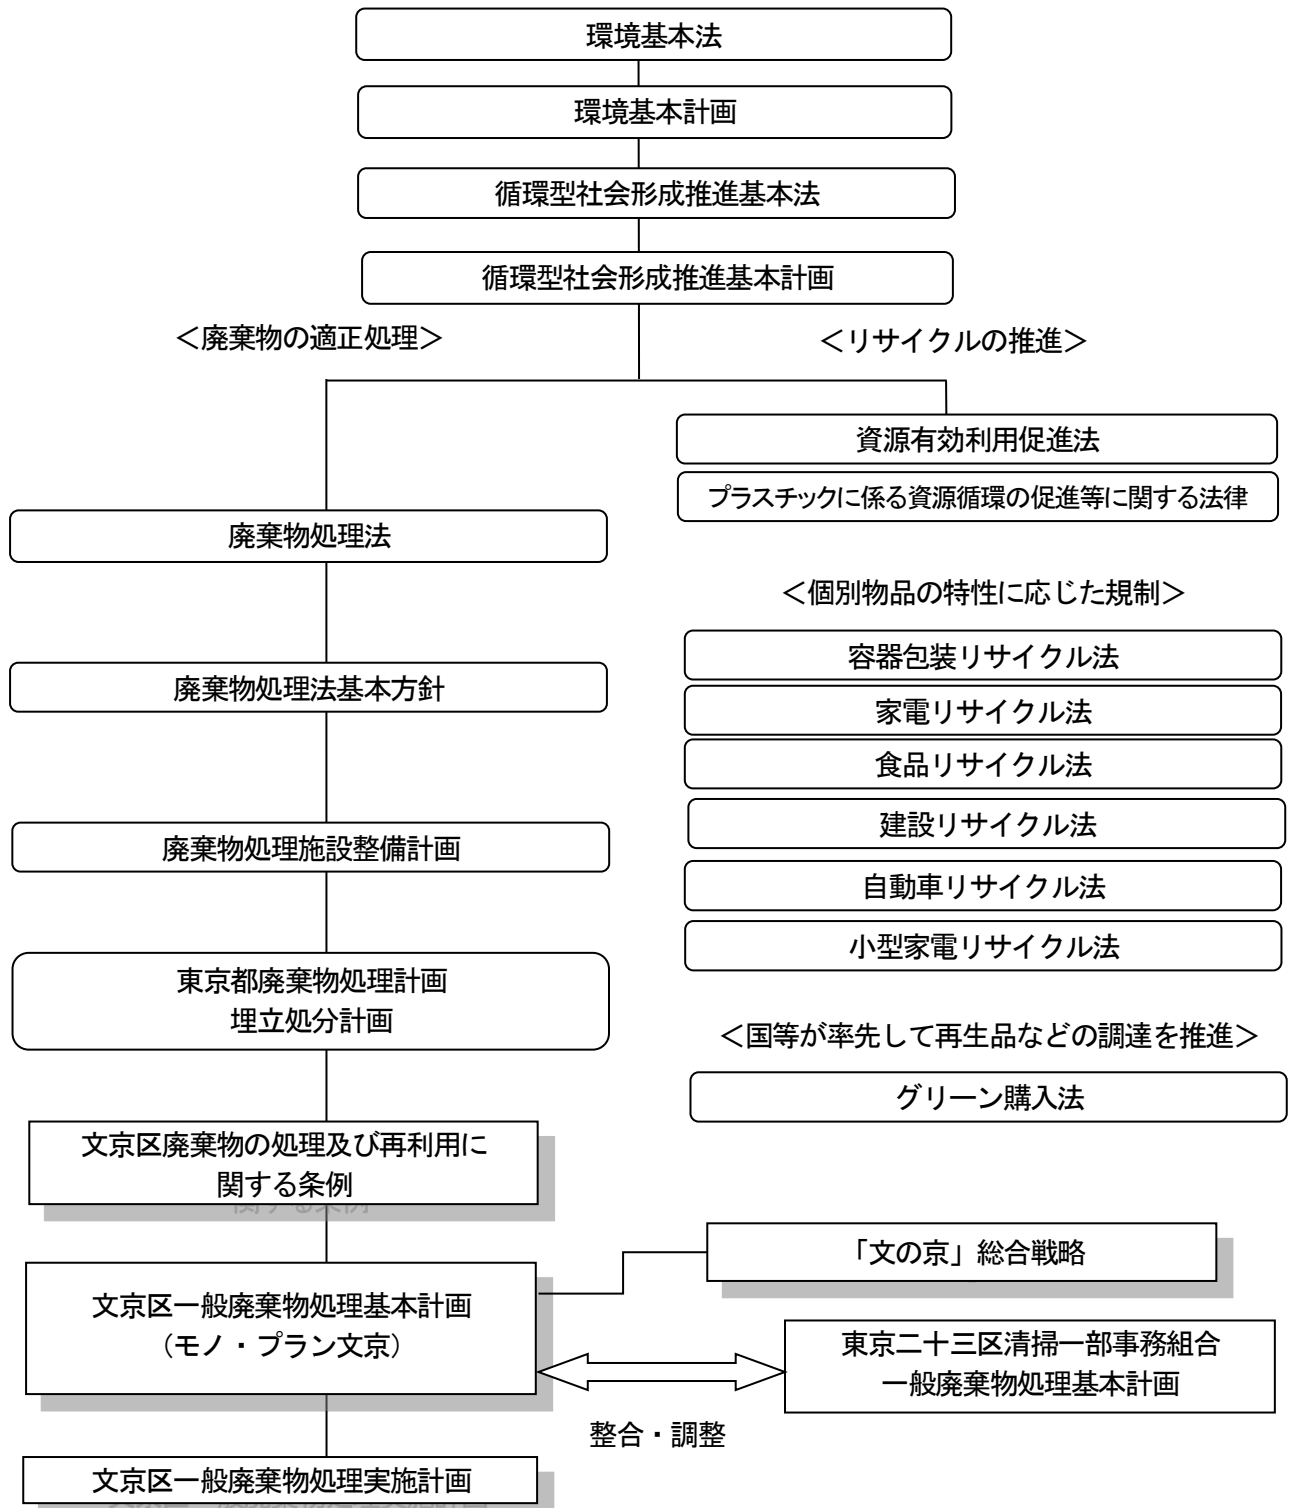 環境基本法
環境基本計画
循環型社会形成推進基本法
循環型社会形成推進基本計画
＜廃棄物の適正処理＞
＜リサイクルの推進＞
資源有効利用促進法
プラスチックに係る資源循環の促進等に関する法律
廃棄物処理法
＜個別物品の特性に応じた規制＞
容器包装リサイクル法
廃棄物処理法基本方針
家電リサイクル法
食品リサイクル法
建設リサイクル法
廃棄物処理施設整備計画
自動車リサイクル法
小型家電リサイクル法
東京都廃棄物処理計画
埋立処分計画
＜国等が率先して再生品などの調達を推進＞
グリーン購入法
文京区廃棄物の処理及び再利用に
関する条例
「文の京」総合戦略
文京区一般廃棄物処理基本計画
（モノ・プラン文京）
東京二十三区清掃一部事務組合
一般廃棄物処理基本計画
整合・調整
文京区一般廃棄物処理実施計画